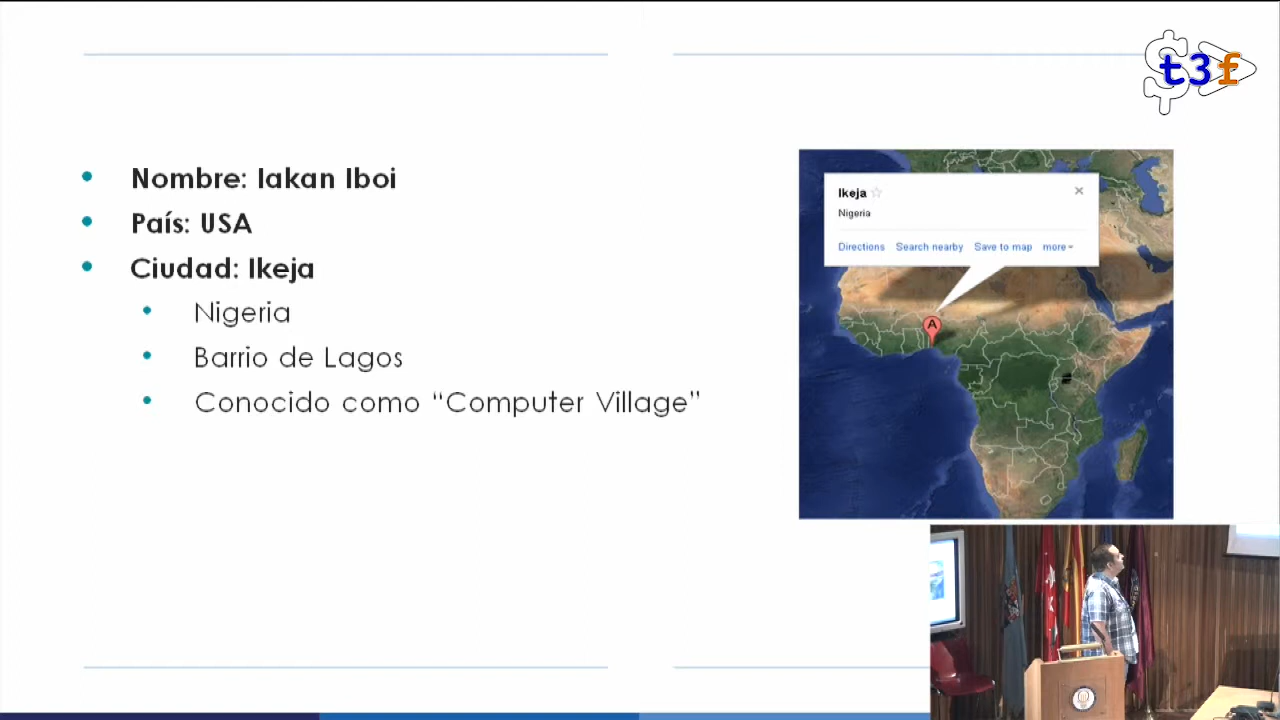 $ t3f
Nombre: Iakan Iboi
País: USA
Ciudad: Ikeja
Nigeria
Barrio de Lagos
Conocido como “Computer Village”
Ikeja
Nigeria
Directions Search nearby Save to map more
A